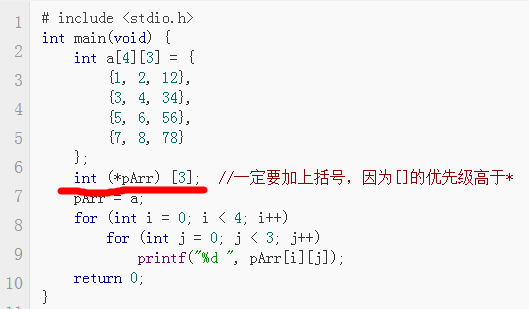 1 # include <stdio.h>
int main(void) {
2     int a[4][3] = {
3         {1, 2, 12},
        {3, 4, 34},
4         {5, 6, 56},
5         {7, 8, 78}
    };
6     int (*pArr) [3];  //一定要加上括号，因为[]的优先级高于*
7     pArr = a;
8     for (int i = 0; i < 4; i++)
        for (int j = 0; j < 3; j++)
9             printf("%d ", pArr[i][j]);
10     return 0;
}